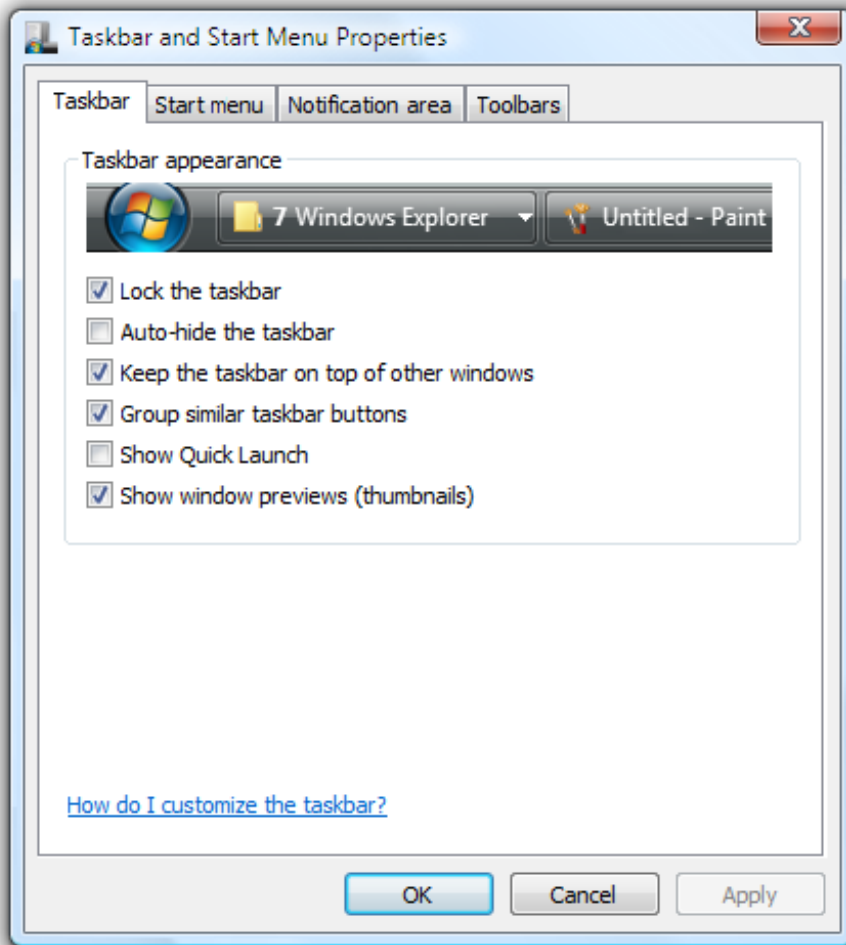 Taskbar and Start Menu Properties
X
Taskbar Start menu Notification area Toolbars
Taskbar appearance
7 Windows Explorer Untitled - Paint
Lock the taskbar
Auto-hide the taskbar
Keep the taskbar on top of other windows
Group similar taskbar buttons
Show Quick Launch
Show window previews (thumbnails)
How do I customize the taskbar?
OK Cancel Apply